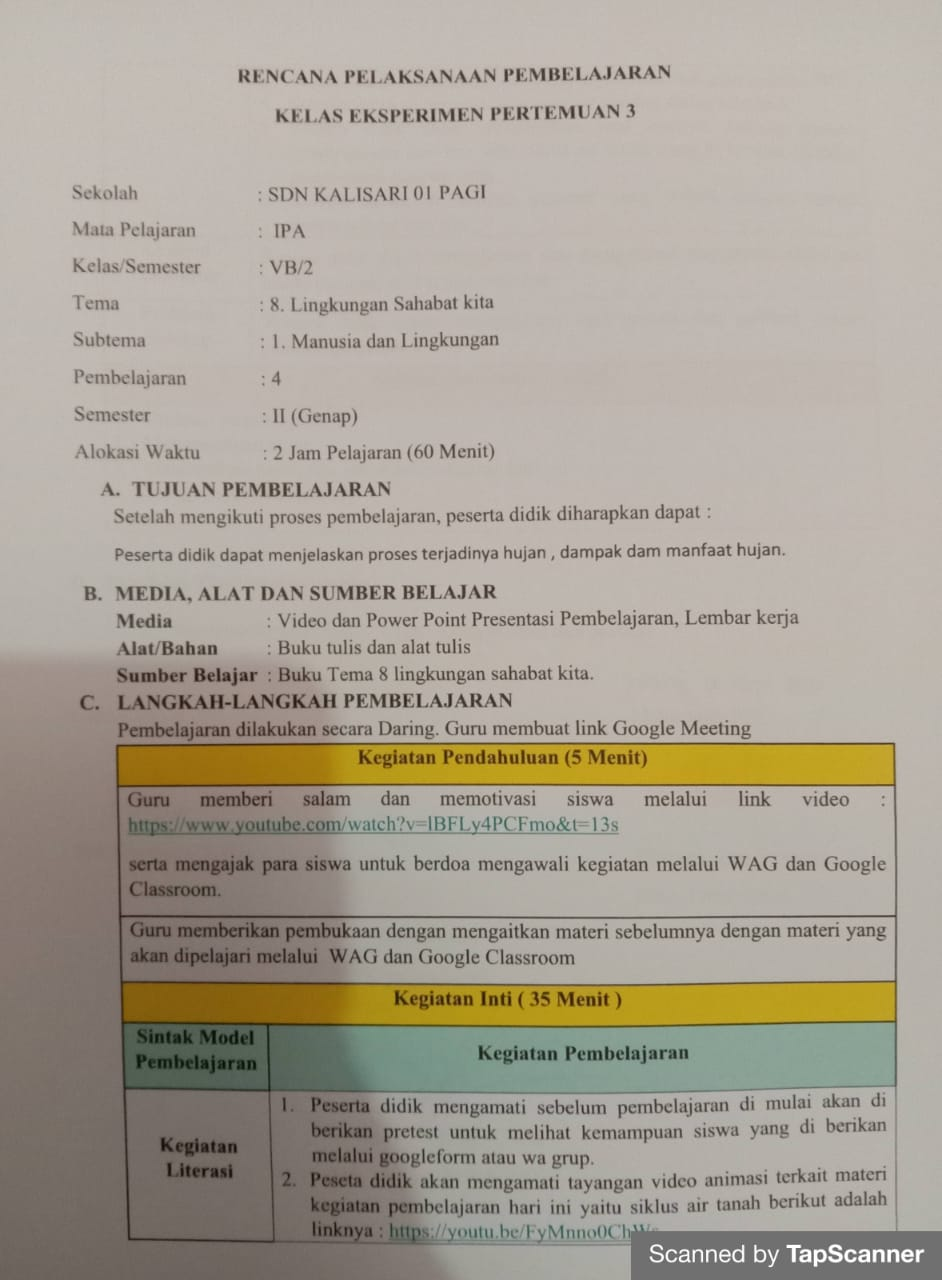 RENCANA PELAKSANAAN PEMBELAJARAN
KELAS EKSPERIMEN PERTEMUAN 3
Sekolah : SDN KALISARI 01 PAGI
Mata Pelajaran : IPA
Kelas/Semester : VB/2
Tema : 8. Lingkungan Sahabat kita
Subtema : 1. Manusia dan Lingkungan
Pembelajaran : 4
Semester : II (Genap)
Alokasi Waktu : 2 Jam Pelajaran (60 Menit)
A. TUJUAN PEMBELAJARAN
Setelah mengikuti proses pembelajaran, peserta didik diharapkan dapat :
Peserta didik dapat menjelaskan proses terjadinya hujan , dampak dam manfaat hujan.
B. MEDIA, ALAT DAN SUMBER BELAJAR
Media : Video dan Power Point Presentasi Pembelajaran, Lembar kerja
Alat/Bahan : Buku tulis dan alat tulis
Sumber Belajar : Buku Tema 8 lingkungan sahabat kita.
C. LANGKAH-LANGKAH PEMBELAJARAN
Pembelajaran dilakukan secara Daring. Guru membuat link Google Meeting
Kegiatan Pendahuluan (5 Menit)
Guru memberi salam dan memotivasi siswa melalui link video :
https://www.youtube.com/watch?v=lBFLy4PCFmo&t=13s
serta mengajak para siswa untuk berdoa mengawali kegiatan melalui WAG dan Google
Classroom.
Guru memberikan pembukaan dengan mengaitkan materi sebelumnya dengan materi yang
akan dipelajari melalui WAG dan Google Classroom
Kegiatan Inti ( 35 Menit )
Sintak Model
Pembelajaran
Kegiatan Pembelajaran
Kegiatan
Literasi
1. Peserta didik mengamati sebelum pembelajaran di mulai akan di
berikan pretest untuk melihat kemampuan siswa yang di berikan
melalui googleform atau wa grup.
2. Peseta didik akan mengamati tayangan video animasi terkait materi
kegiatan pembelajaran hari ini yaitu siklus air tanah berikut adalah
linknya :
Scanned by TapScanner